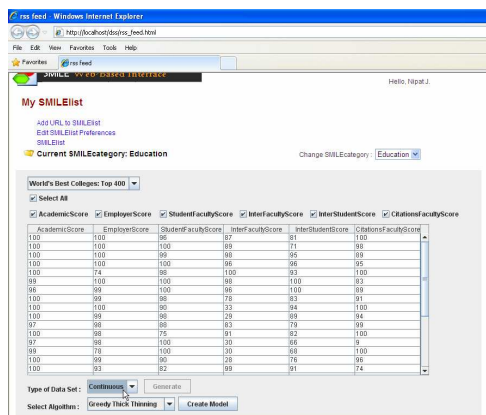 rss feed - Windows Internet Explorer
http://localhost/dss/rss_feed.html
File Edit View Favorites Tools Help
Favorites rss feed
SMILE Web-Based Interface
Hello, Nipat J.
My SMILElist
Add URL to SMILElist
Edit SMILElist Preferences
SMILElist
Current SMILEcategory: Education Change SMILEcategory : Education
World's Best Colleges: Top 400
Select All
AcademicScore EmployerScore StudentFacultyScore InterFacultyScore InterStudentScore CitationsFacultyScore
AcademicScore EmployerScore StudentFacultyScore InterFacultyScore InterStudentScore CitationsFacultyScore
100 100 96 87 81 100
100 100 100 89 71 98
100 100 99 98 95 89
100 100 100 96 96 95
100 74 98 100 93 100
99 100 100 98 100 83
96 100 100 96 100 89
100 99 98 78 83 91
100 100 90 33 94 100
100 99 98 29 89 94
97 98 88 83 79 99
100 98 75 91 82 100
97 98 100 30 66 9
99 78 100 30 68 100
100 99 90 28 76 96
100 93 82 99 91 74
Type of Data Set : Continuous Generate
Select Algorithm : Greedy Thick Thinning Create Model